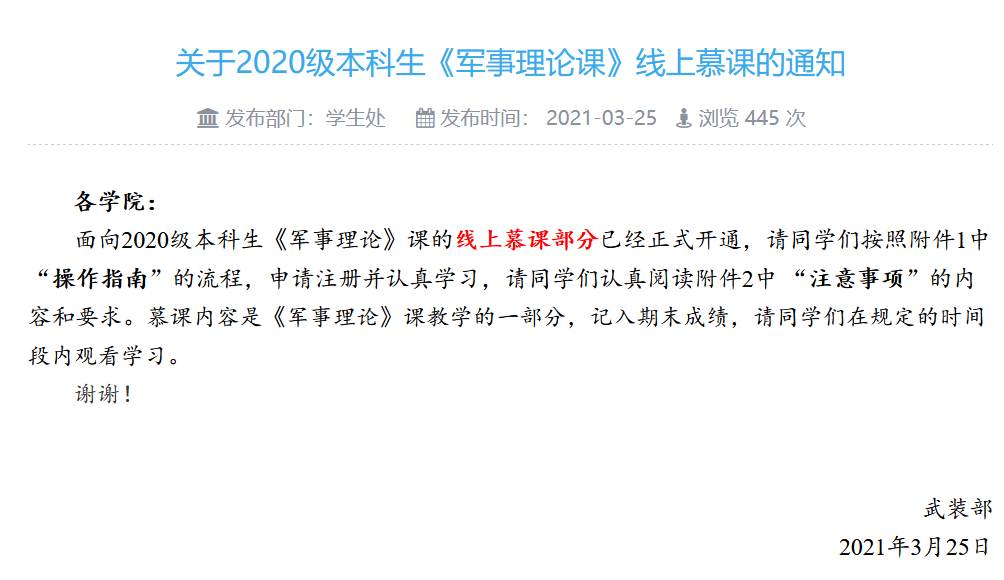 关于2020级本科生《军事理论课》线上慕课的通知
发布部门：学生处 发布时间： 2021-03-25 浏览 445 次
各学院：
面向2020级本科生《军事理论》课的线上慕课部分已经正式开通，请同学们按照附件1中
“操作指南”的流程，申请注册并认真学习，请同学们认真阅读附件2中 “注意事项”的内
容和要求。慕课内容是《军事理论》课教学的一部分，记入期末成绩，请同学们在规定的时间
段内观看学习。
谢谢！
武装部
2021年3月25日